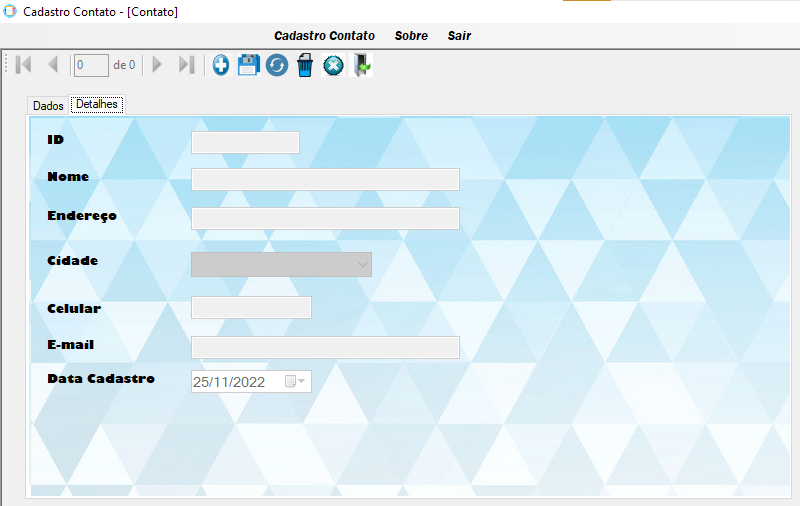 Cadastro Contato - [Contato]
Cadastro Contato Sobre Sair
0 de 0
Dados Detalhes
ID
Nome
Endereço
Cidade
Celular
E-mail
Data Cadastro 25/11/2022